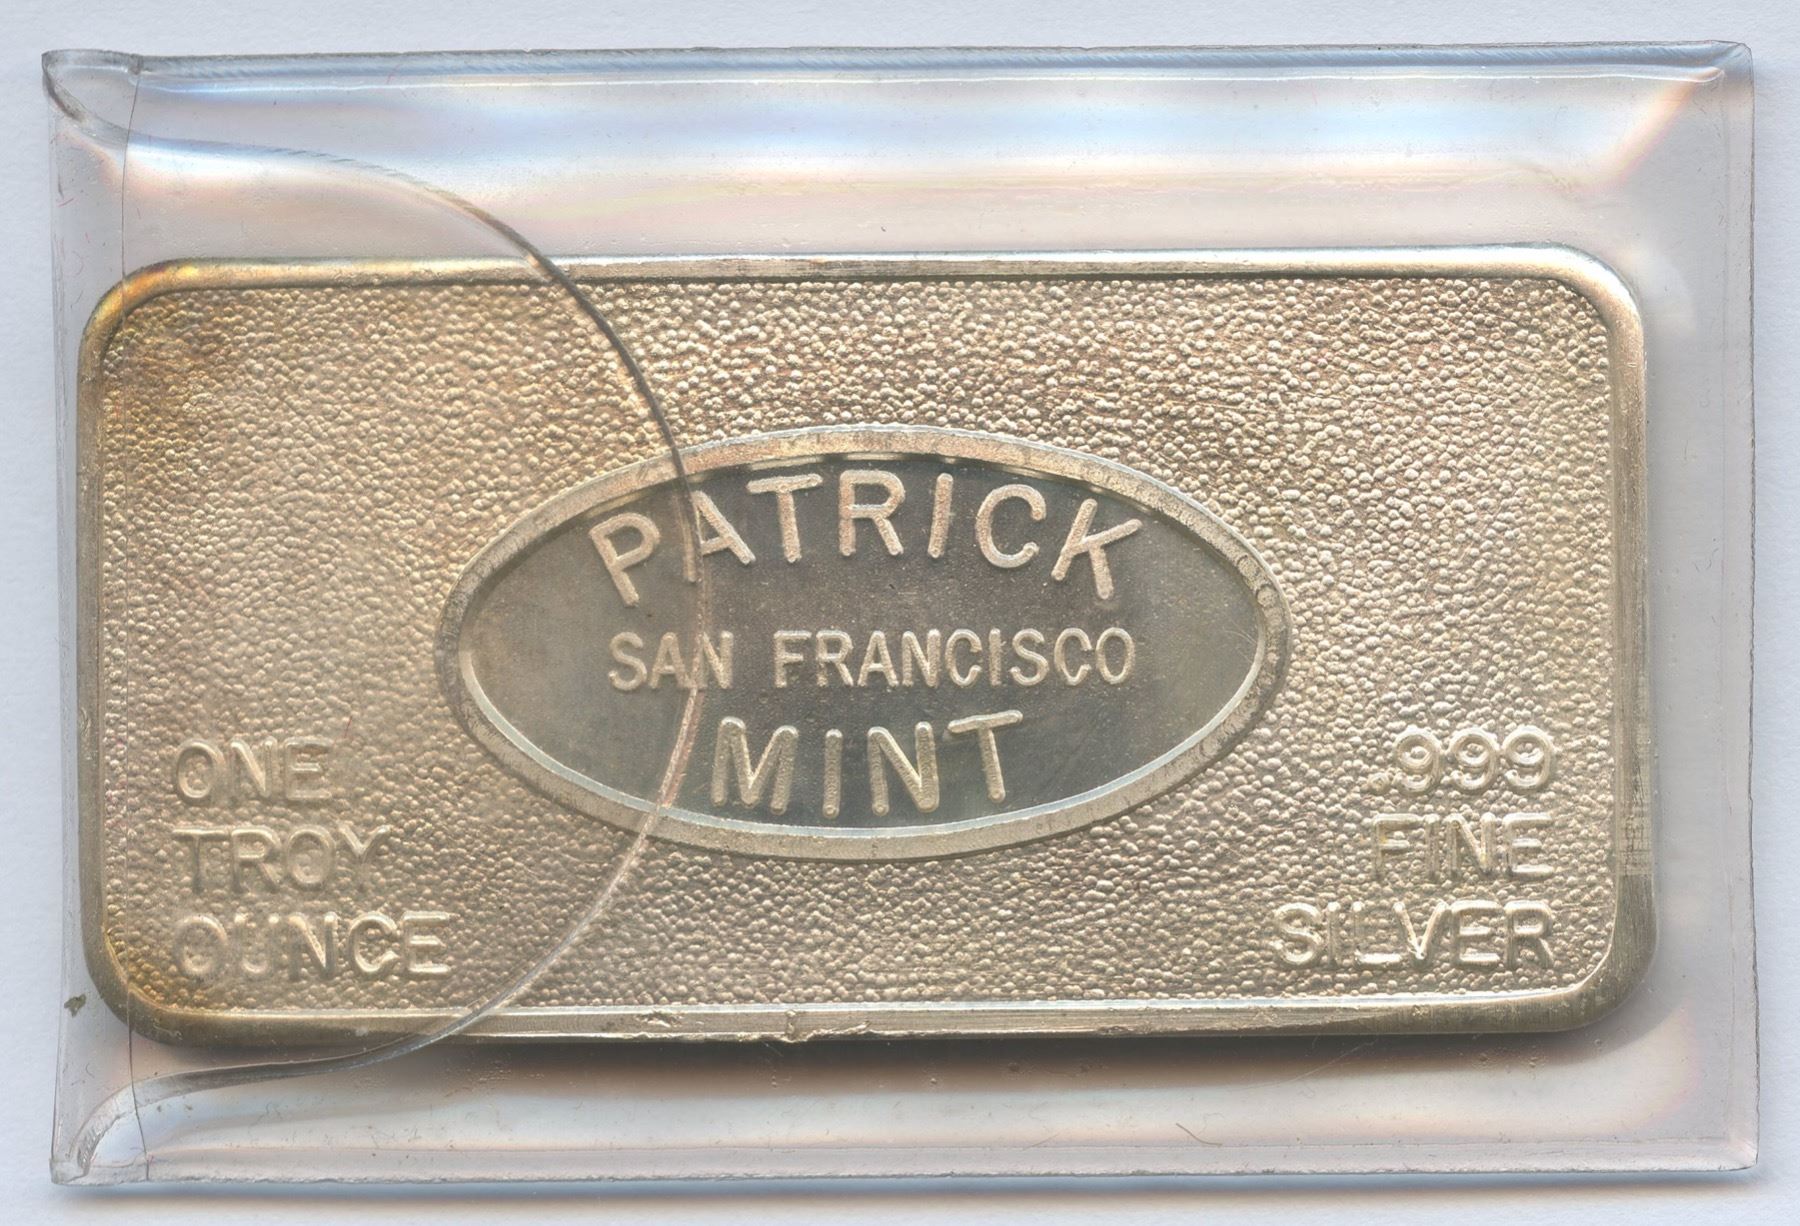 PATRICK
SAN FRANCISCO
MINT
ONE
TROY
OUNCE
.999
FINE
SILVER